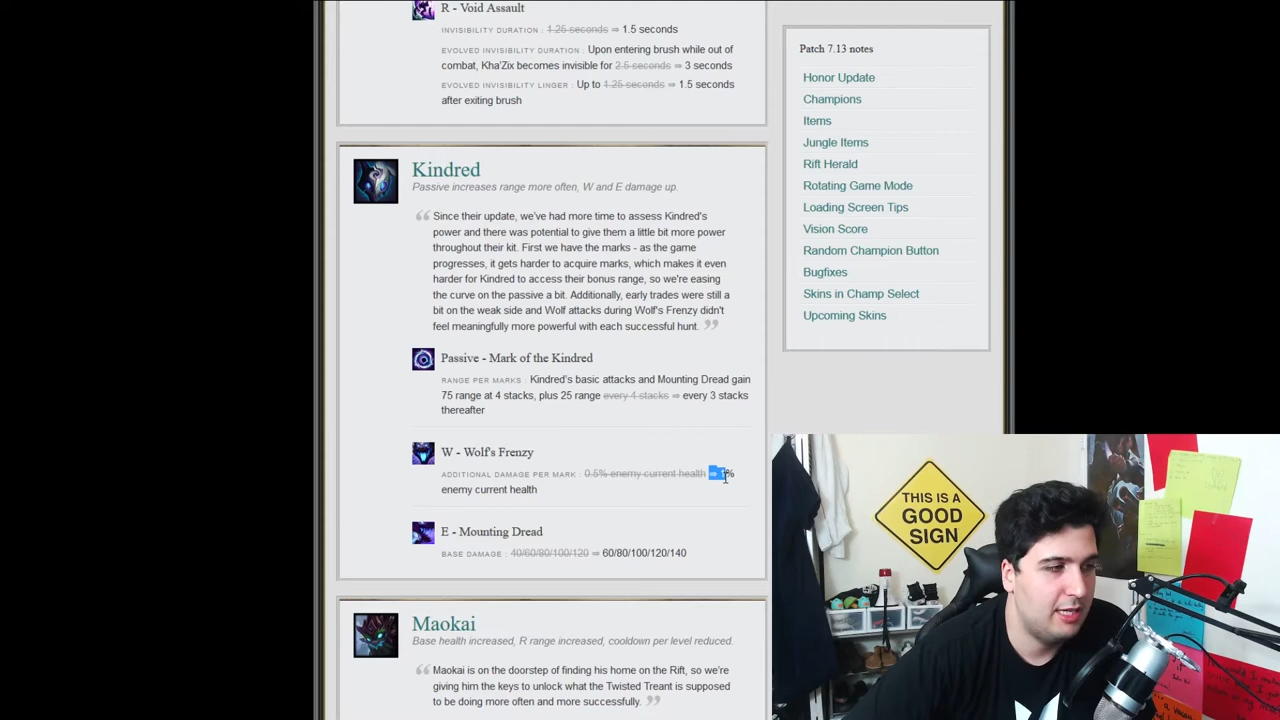 R - Void Assault
INVISIBILITY DURATION : 1.25 seconds ⇒ 1.5 seconds
EVOLVED INVISIBILITY DURATION : Upon entering brush while out of
combat, Kha'Zix becomes invisible for 2.5 seconds ⇒ 3 seconds
EVOLVED INVISIBILITY LINGER : Up to 1.25 seconds ⇒ 1.5 seconds
after exiting brush
Kindred
Passive increases range more often, W and E damage up.
Since their update, we've had more time to assess Kindred's
power and there was potential to give them a little bit more power
throughout their kit. First we have the marks - as the game
progresses, it gets harder to acquire marks, which makes it even
harder for Kindred to access their bonus range, so we're easing
the curve on the passive a bit. Additionally, early trades were still a
bit on the weak side and Wolf attacks during Wolf's Frenzy didn't
feel meaningfully more powerful with each successful hunt.
Passive - Mark of the Kindred
RANGE PER MARKS : Kindred's basic attacks and Mounting Dread gain
75 range at 4 stacks, plus 25 range every 4 stacks ⇒ every 3 stacks
thereafter
W - Wolf's Frenzy
ADDITIONAL DAMAGE PER MARK : 0.5% enemy current health ⇒ %
enemy current health
E - Mounting Dread
BASE DAMAGE : 40/60/80/100/120 ⇒ 60/80/100/120/140
Maokai
Base health increased, R range increased, cooldown per level reduced.
Maokai is on the doorstep of finding his home on the Rift, so we're
giving him the keys to unlock what the Twisted Treant is supposed
to be doing more often and more successfully.
Patch 7.13 notes
Honor Update
Champions
Items
Jungle Items
Rift Herald
Rotating Game Mode
Loading Screen Tips
Vision Score
Random Champion Button
Bugfixes
Skins in Champ Select
Upcoming Skins
THIS IS A
GOOD
SIGN